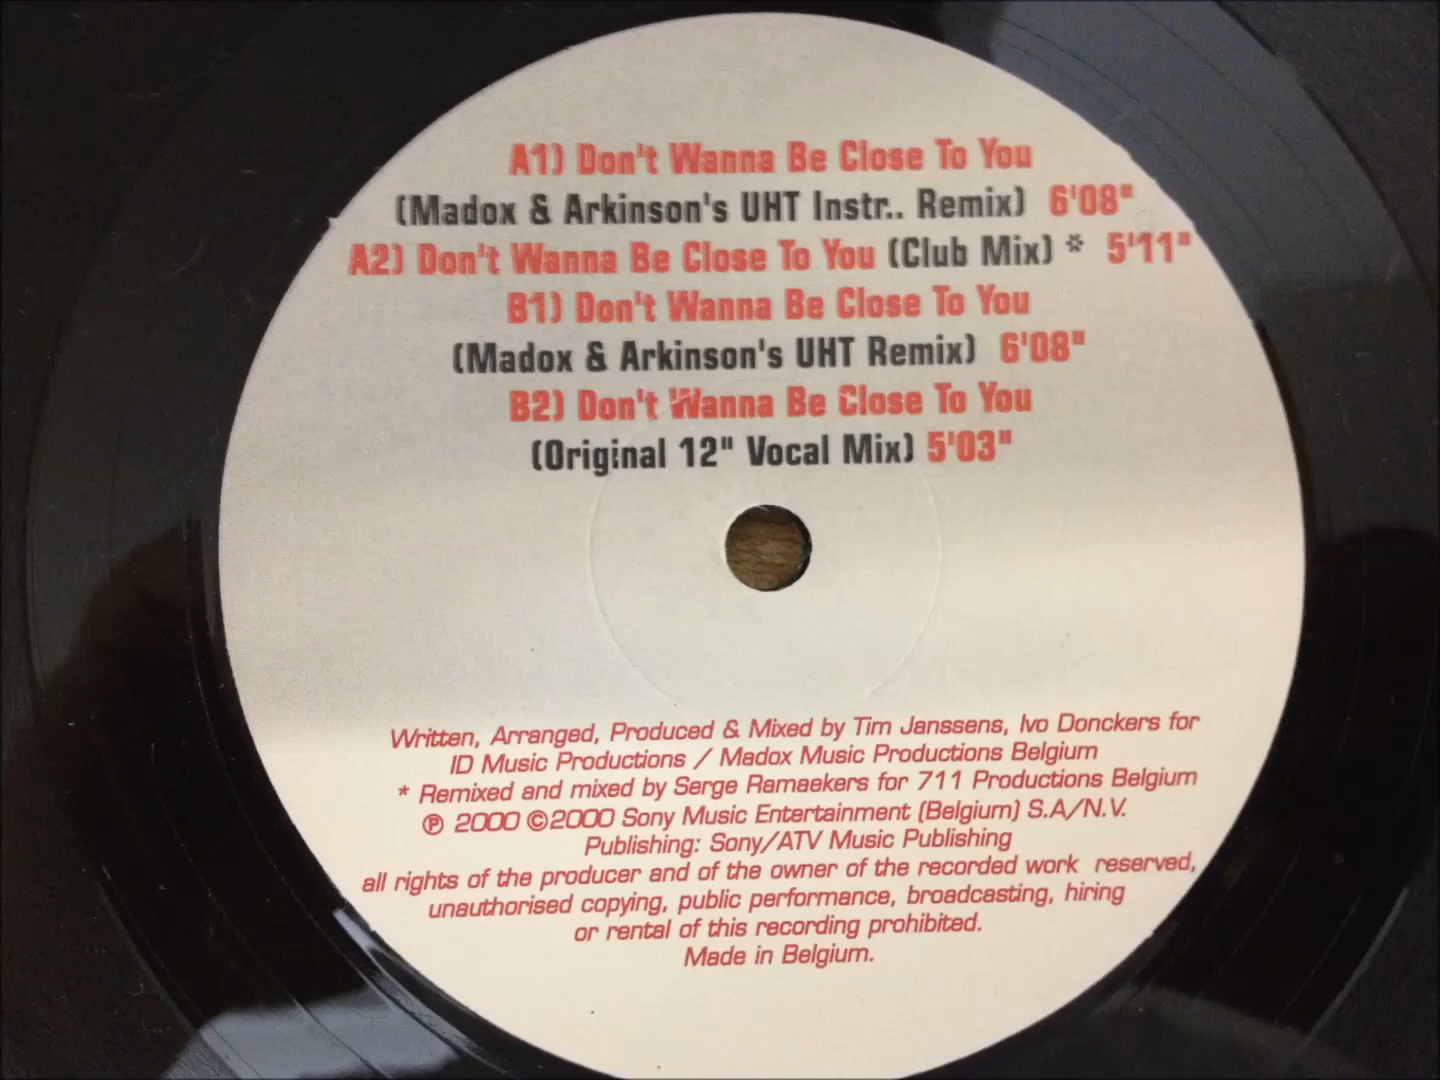 A1) Don't Wanna Be Close To You
(Madox & Arkinson's UHT Instr.. Remix) 6'08"
A2) Don't Wanna Be Close To You (Club Mix) * 5'11"
B1) Don't Wanna Be Close To You
(Madox & Arkinson's UHT Remix) 6'08"
B2) Don't Wanna Be Close To You
(Original 12" Vocal Mix) 5'03"
Written, Arranged, Produced & Mixed by Tim Janssens, Ivo Donckers for
ID Music Productions / Madox Music Productions Belgium
* Remixed and mixed by Serge Ramaekers for 711 Productions Belgium
℗ 2000 ©2000 Sony Music Entertainment (Belgium) S.A/N.V.
Publishing: Sony/ATV Music Publishing
all rights of the producer and of the owner of the recorded work reserved,
unauthorised copying, public performance, broadcasting, hiring
or rental of this recording prohibited.
Made in Belgium.